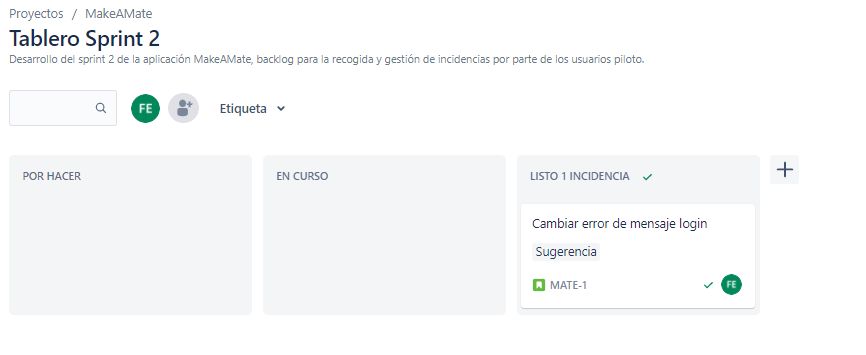 Proyectos / MakeAMate
Tablero Sprint 2
Desarrollo del sprint 2 de la aplicación MakeAMate, backlog para la recogida y gestión de incidencias por parte de los usuarios piloto.
FE
Etiqueta
POR HACER
EN CURSO
LISTO 1 INCIDENCIA
Cambiar error de mensaje login
Sugerencia
MATE-1
FE